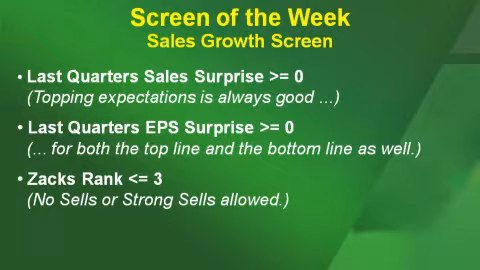 Screen of the Week
Sales Growth Screen
• Last Quarters Sales Surprise >= 0
(Topping expectations is always good ...)
• Last Quarters EPS Surprise >= 0
(... for both the top line and the bottom line as well.)
• Zacks Rank <= 3
(No Sells or Strong Sells allowed.)